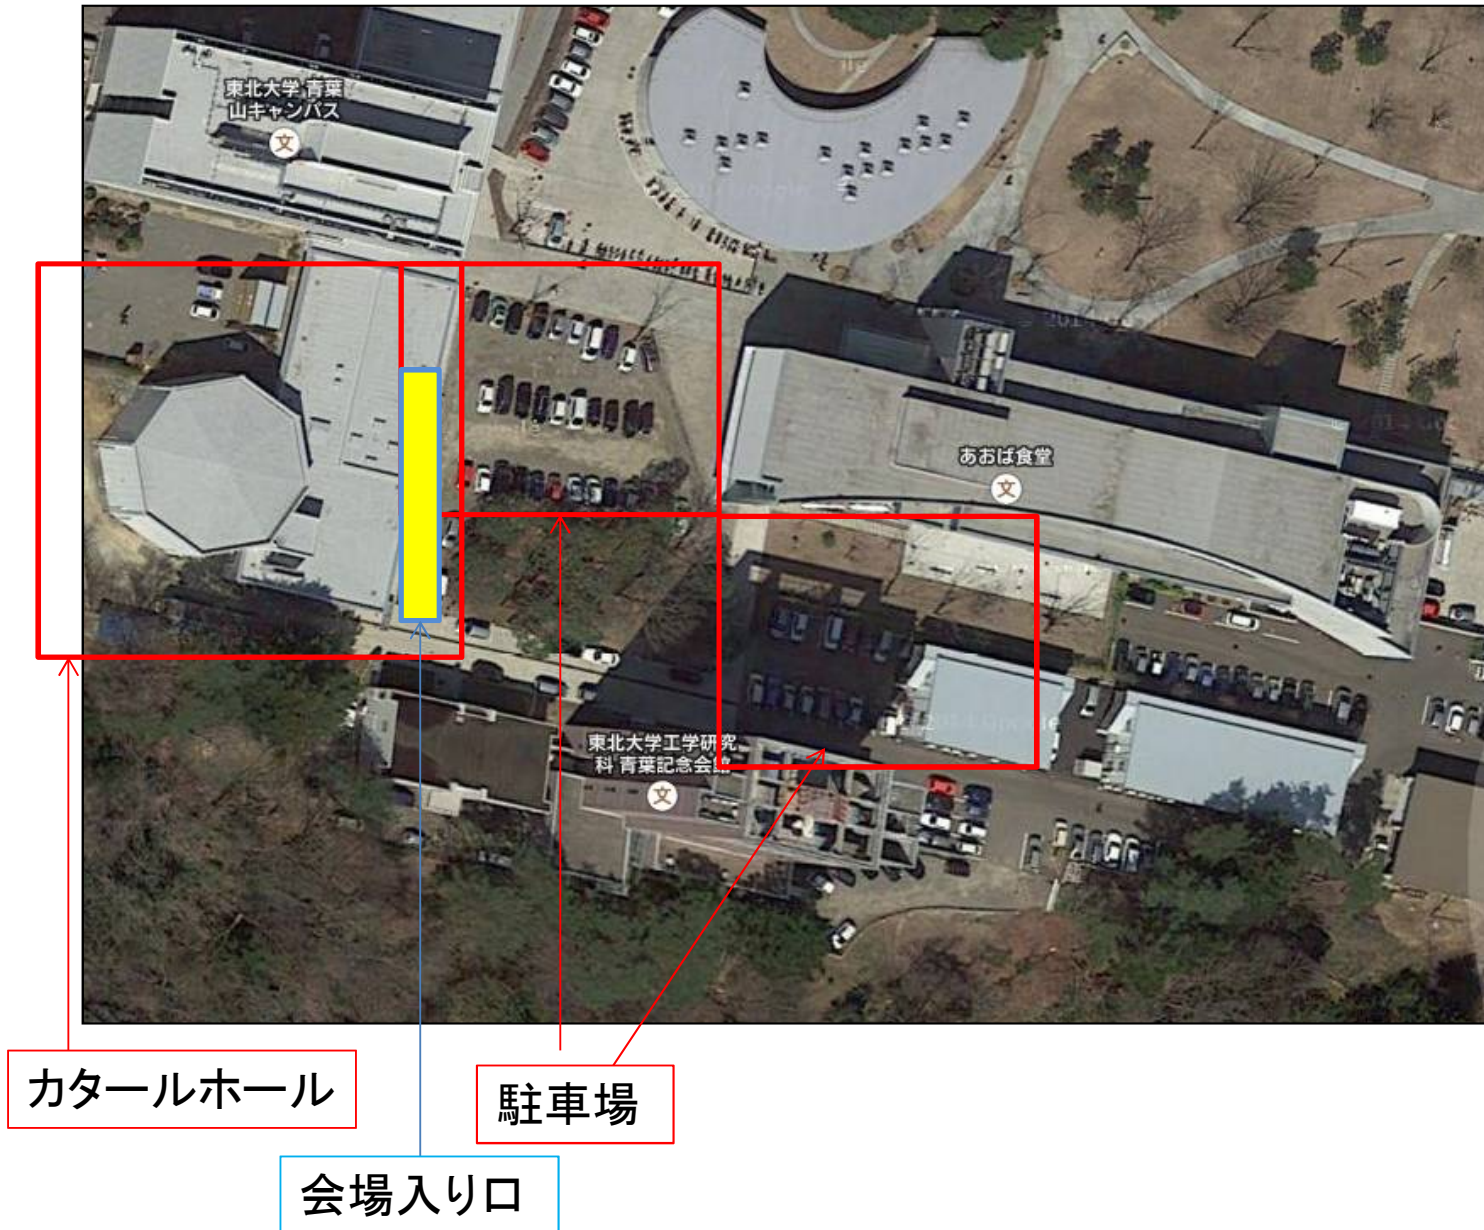 東北大学 青葉
山キャンパス
文
あおば食堂
文
東北大学工学研究
科 青葉記念会館
文
カタールホール
駐車場
会場入り口